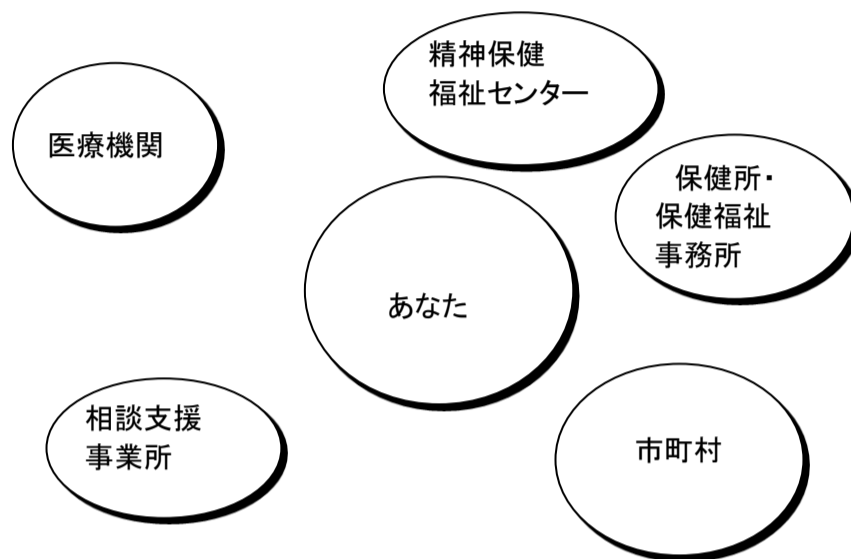 精神保健
福祉センター
医療機関
保健所・
保健福祉
事務所
あなた
相談支援
事業所
市町村